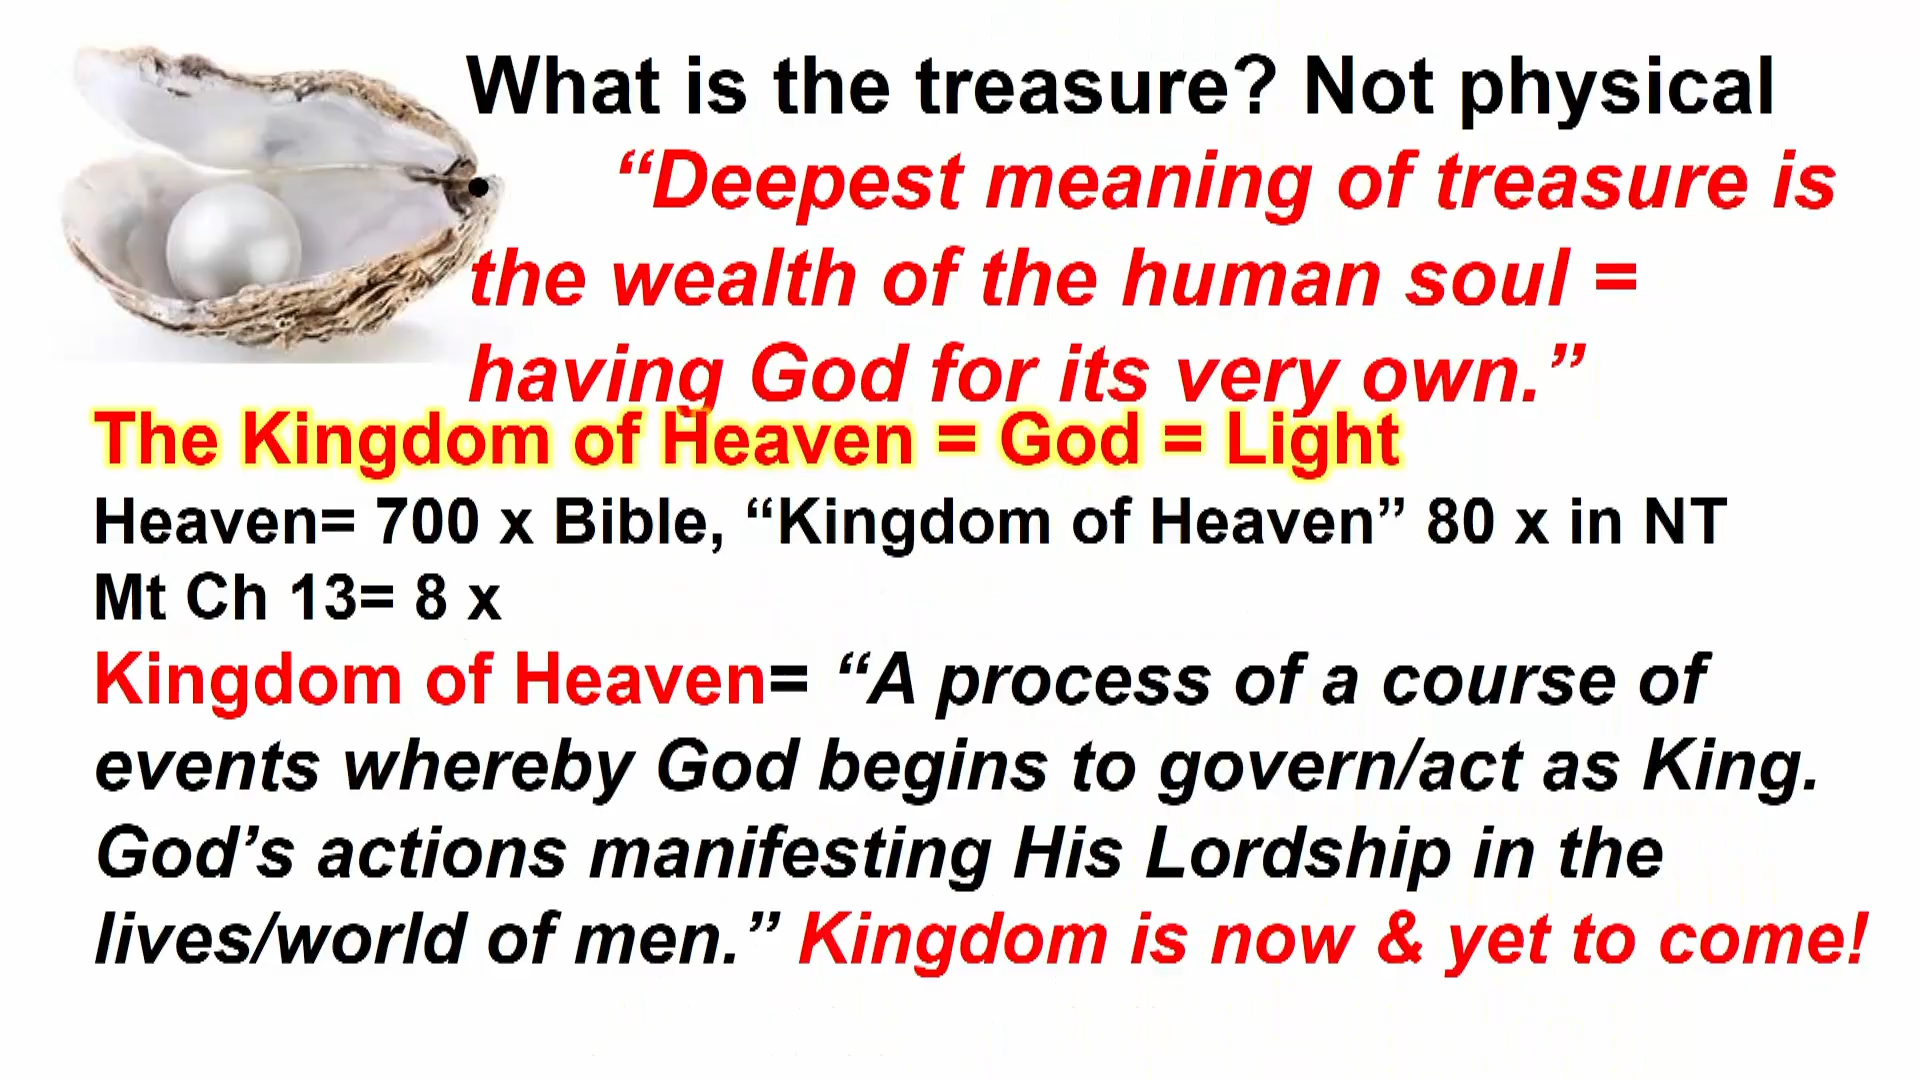 What is the treasure? Not physical
“Deepest meaning of treasure is
the wealth of the human soul =
having God for its very own.”
The Kingdom of Heaven = God = Light
Heaven= 700 x Bible, “Kingdom of Heaven” 80 x in NT
Mt Ch 13= 8 x
Kingdom of Heaven= “A process of a course of
events whereby God begins to govern/act as King.
God’s actions manifesting His Lordship in the
lives/world of men.” Kingdom is now & yet to come!